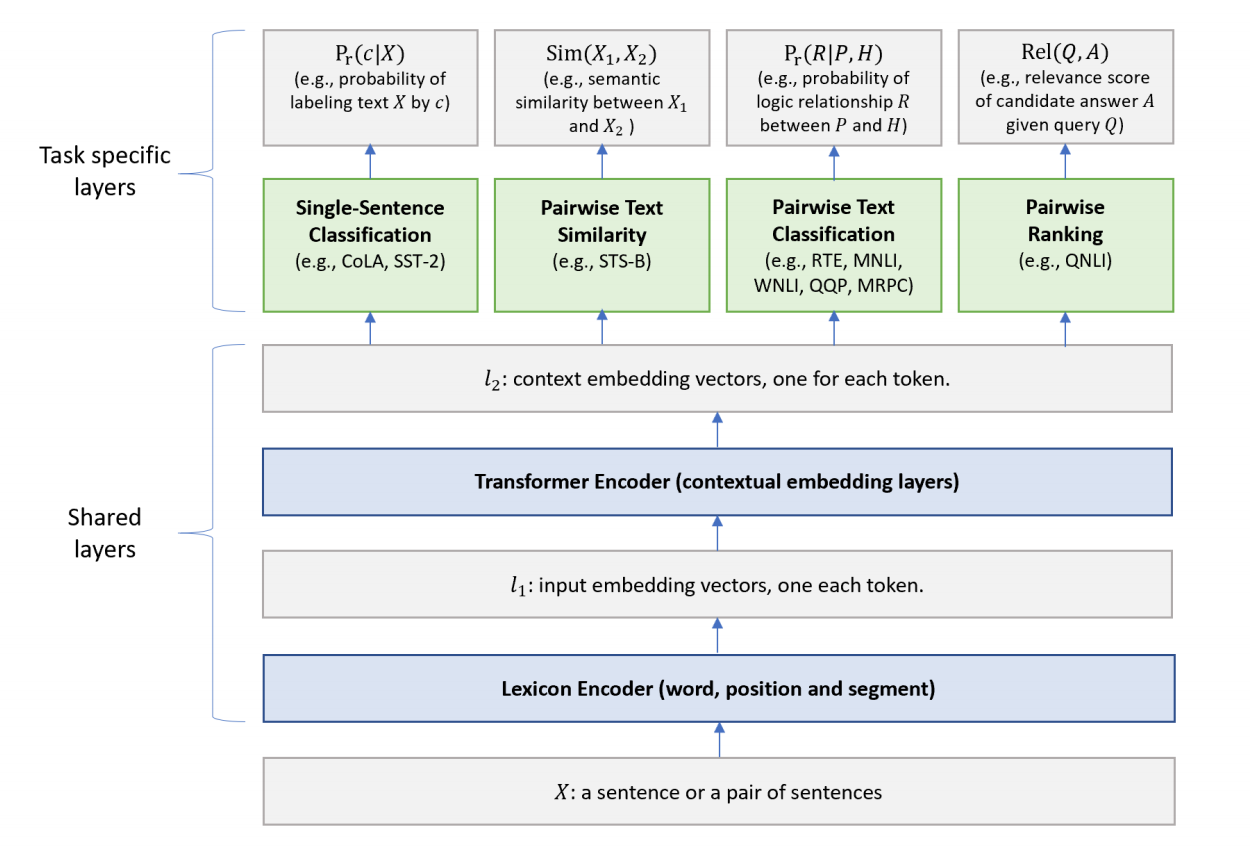 Task specific
layers
P_r(c|X)
(e.g., probability of
labeling text X by c)
Sim(X_1, X_2)
(e.g., semantic
similarity between X_1
and X_2 )
P_r(R|P, H)
(e.g., probability of
logic relationship R
between P and H)
Rel(Q, A)
(e.g., relevance score
of candidate answer A
given query Q)
Single-Sentence
Classification
(e.g., CoLA, SST-2)
Pairwise Text
Similarity
(e.g., STS-B)
Pairwise Text
Classification
(e.g., RTE, MNLI,
WNLI, QQP, MRPC)
Pairwise
Ranking
(e.g., QNLI)
Shared
layers
l_2: context embedding vectors, one for each token.
Transformer Encoder (contextual embedding layers)
l_1: input embedding vectors, one each token.
Lexicon Encoder (word, position and segment)
X: a sentence or a pair of sentences